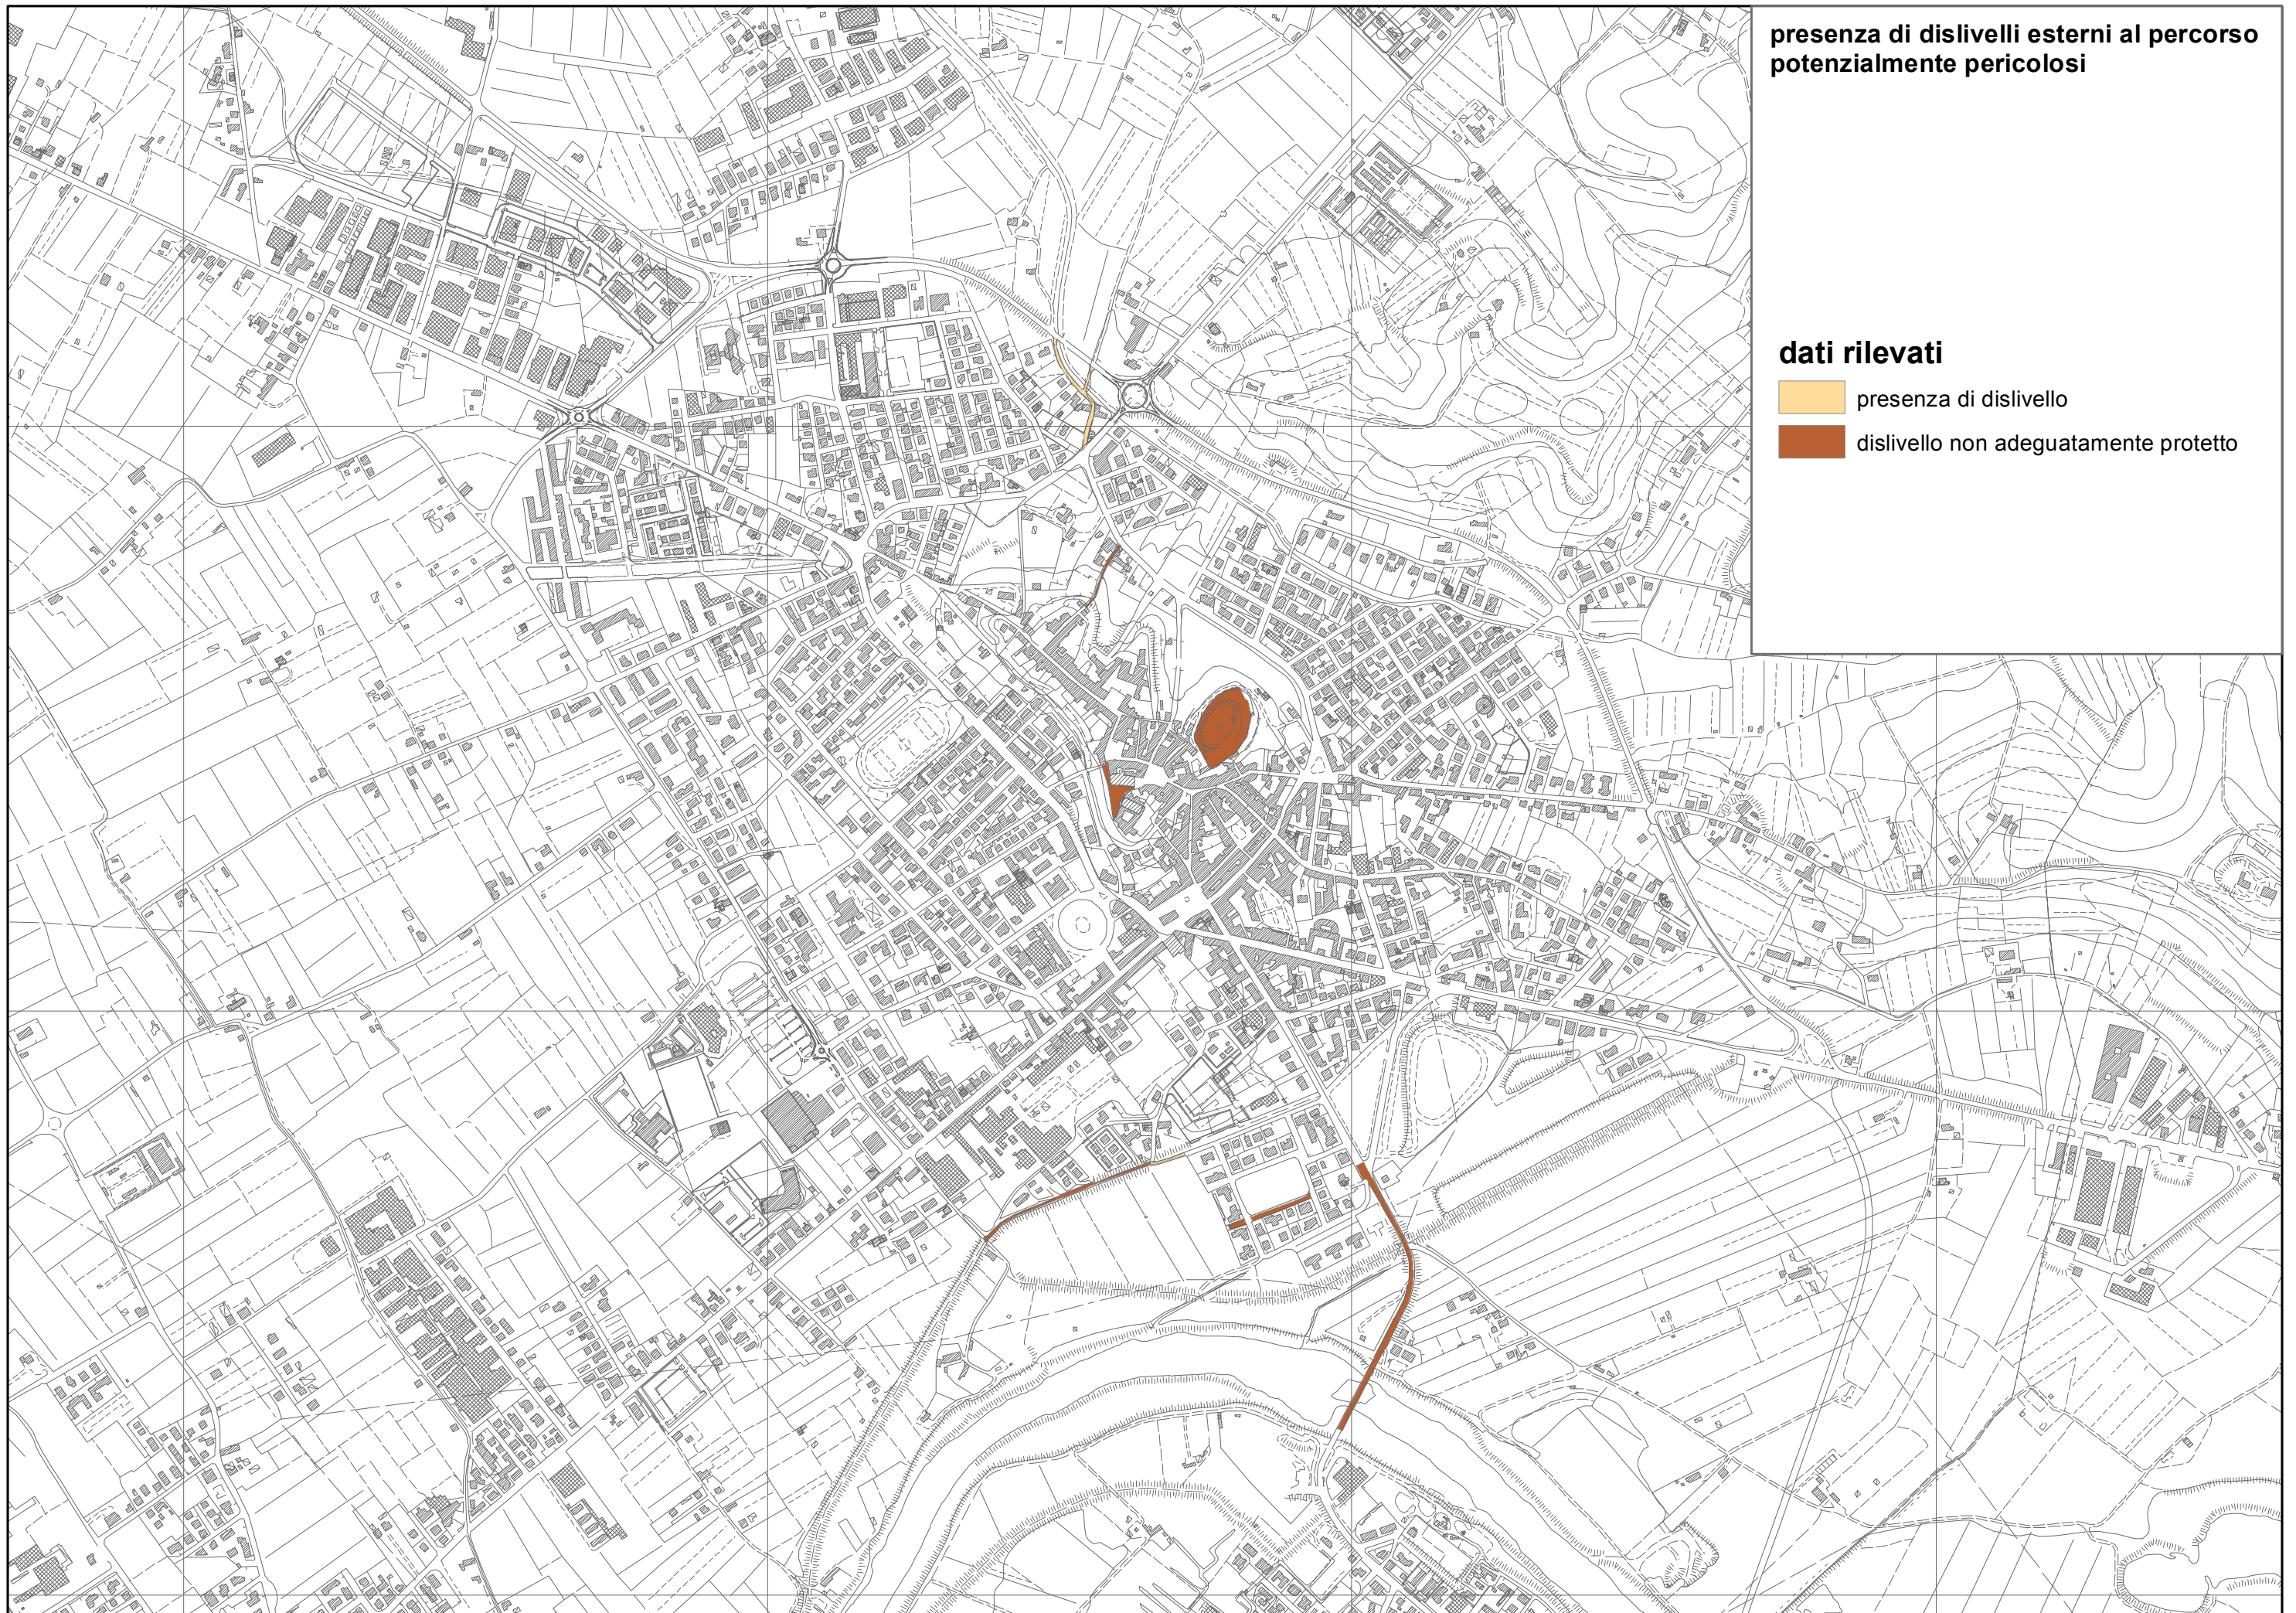 presenza di dislivelli esterni al percorso
potenzialmente pericolosi
dati rilevati
presenza di dislivello
dislivello non adeguatamente protetto